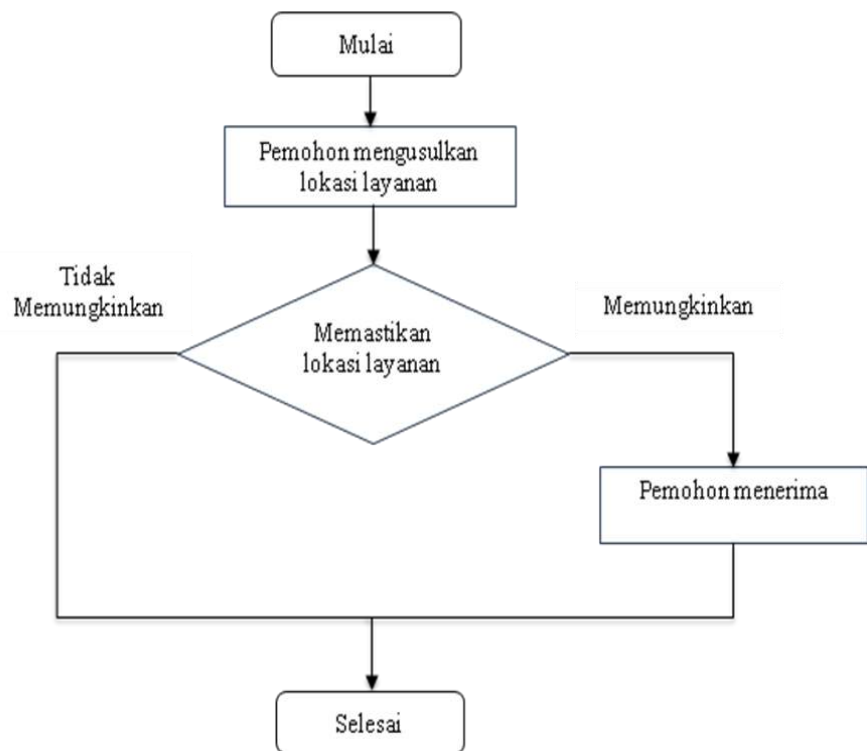 Mulai
Pemohon mengusulkan
lokasi layanan
Tidak
Memungkinkan
Memungkinkan
Memastikan
lokasi layanan
Pemohon menerima
Selesai